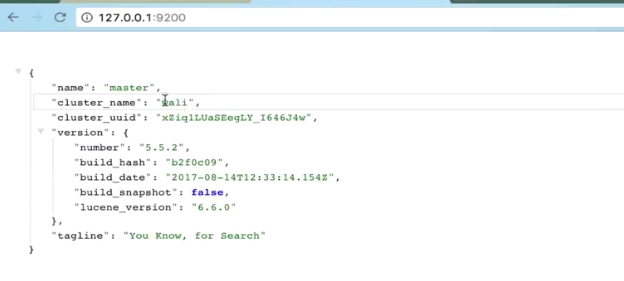 127.0.0.1:9200
{
"name": "master",
"cluster_name": "wali",
"cluster_uuid": "xZiq1LUaSEegLY_I646J4w",
"version": {
"number": "5.5.2",
"build_hash": "b2f0c09",
"build_date": "2017-08-14T12:33:14.154Z",
"build_snapshot": false,
"lucene_version": "6.6.0"
},
"tagline": "You Know, for Search"
}